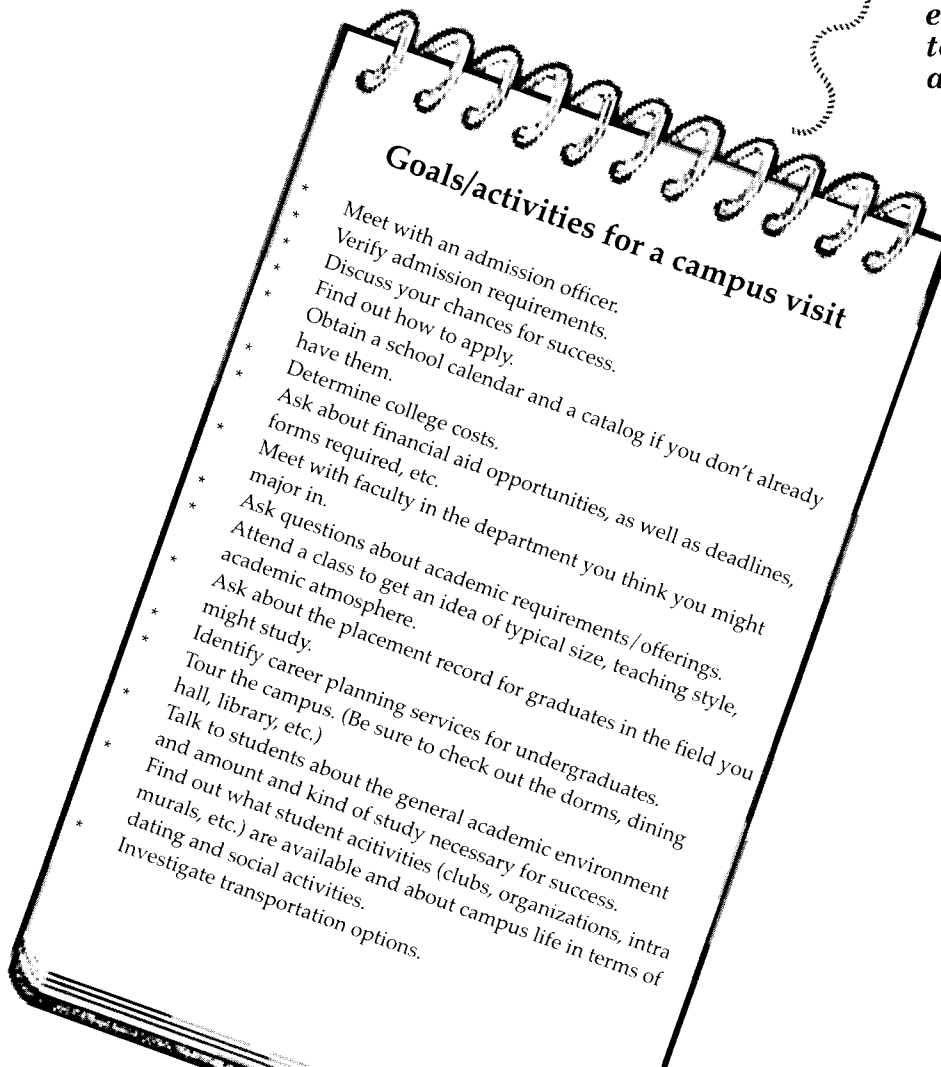 Goals/activities for a campus visit
* Meet with an admission officer.
* Verify admission requirements.
* Discuss your chances for success.
* Find out how to apply.
* Obtain a school calendar and a catalog if you don't already
have them.
* Determine college costs.
* Ask about financial aid opportunities, as well as deadlines,
forms required, etc.
* Meet with faculty in the department you think you might
major in.
* Ask questions about academic requirements/offerings.
* Attend a class to get an idea of typical size, teaching style,
academic atmosphere.
* Ask about the placement record for graduates in the field you
might study.
* Identify career planning services for undergraduates.
* Tour the campus. (Be sure to check out the dorms, dining
hall, library, etc.)
* Talk to students about the general academic environment
and amount and kind of study necessary for success.
* Find out what student acitivities (clubs, organizations, intra
murals, etc.) are available and about campus life in terms of
dating and social activities.
* Investigate transportation options.